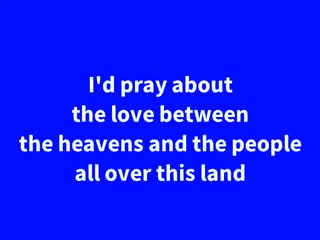 I'd pray about
the love between
the heavens and the people
all over this land